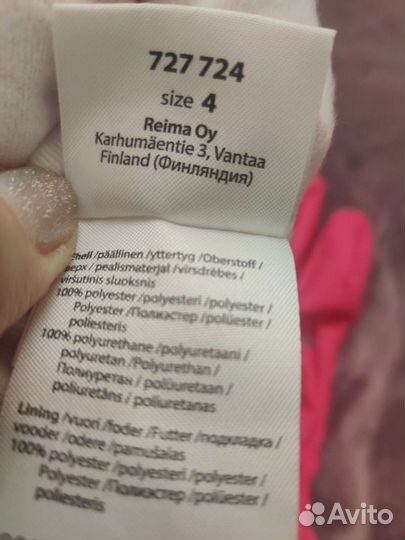 727 724
size 4
Reima Oy
Karhumäentie 3, Vantaa
Finland (Финляндия)
Shell /päällinen /yttertyg /Oberstoff /
верх / pealismaterjal /virsdrēbes /
viršutinis sluoksnis
100% polyester /polyesteri /polyester /
Polyester /Полиэстер /polüester /
poliesteris
100% polyurethane /polyuretaani /
polyuretan /Polyurethan /
Полиуретан / polüuretaan /
poliuretāns / poliuretanas
Lining /vuori /foder /Futter /подкладка /
vooder /odere /pamušalas
100% polyester /polyesteri /polyester /
Polyester /Полиэстер /polüester /
poliesteris
Avito